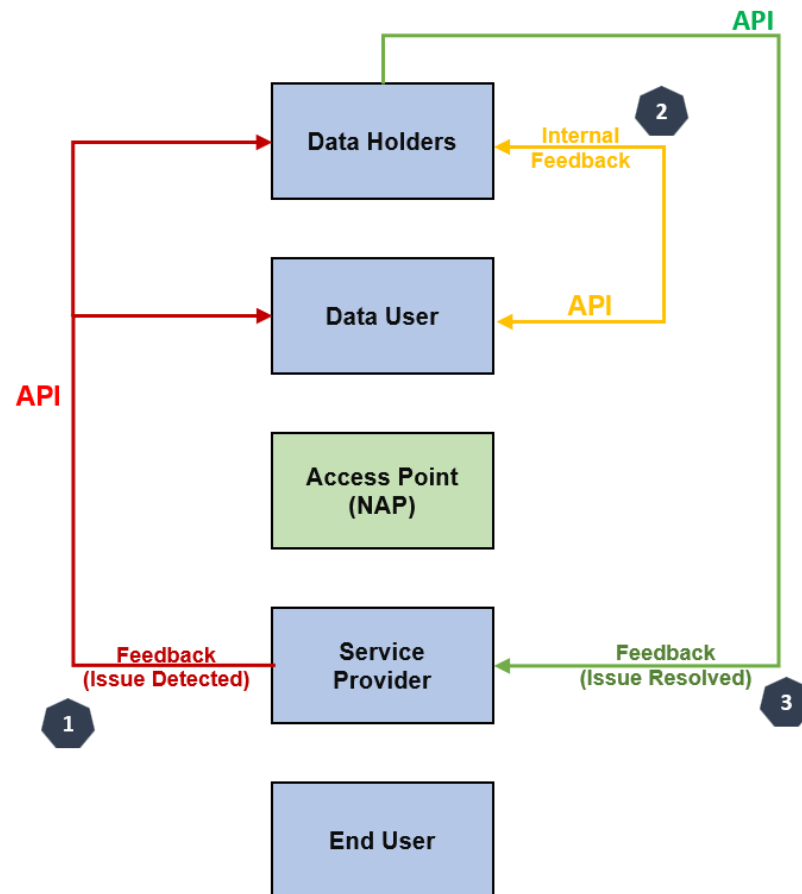 API
Data Holders
2
Internal
Feedback
Data User
API
API
Access Point
(NAP)
Feedback
(Issue Detected)
Service
Provider
Feedback
(Issue Resolved)
1
3
End User